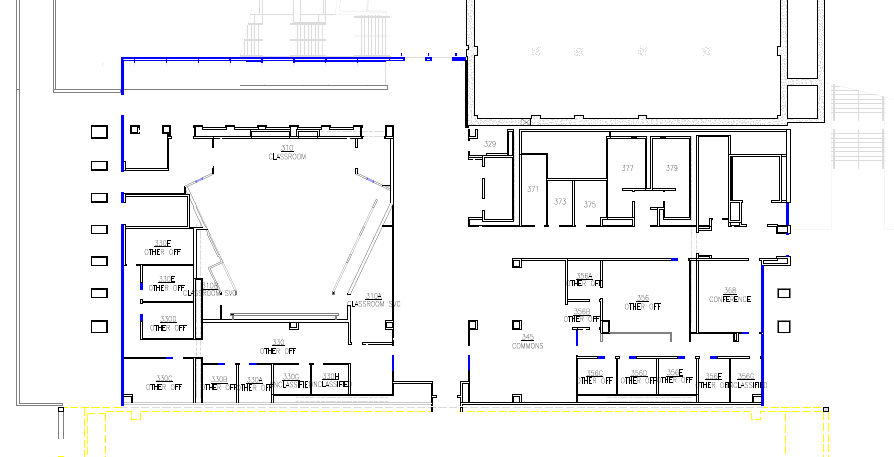 310
CLASSROOM
329
371
373
375
377
379
330E
OTHER OFF
330E
OTHER OFF
330D
OTHER OFF
310B
CLASSROOM SVC
310A
CLASSROOM SVC
330
OTHER OFF
330C
OTHER OFF
330B
OTHER OFF
330A
OTHER OFF
330G
UNCLASSIFIED
330H
UNCLASSIFIED
345
COMMONS
356A
OTHER OFF
356B
OTHER OFF
356
OTHER OFF
368
CONFERENCE
356C
OTHER OFF
356D
OTHER OFF
356E
OTHER OFF
356F
OTHER OFF
356G
UNCLASSIFIED